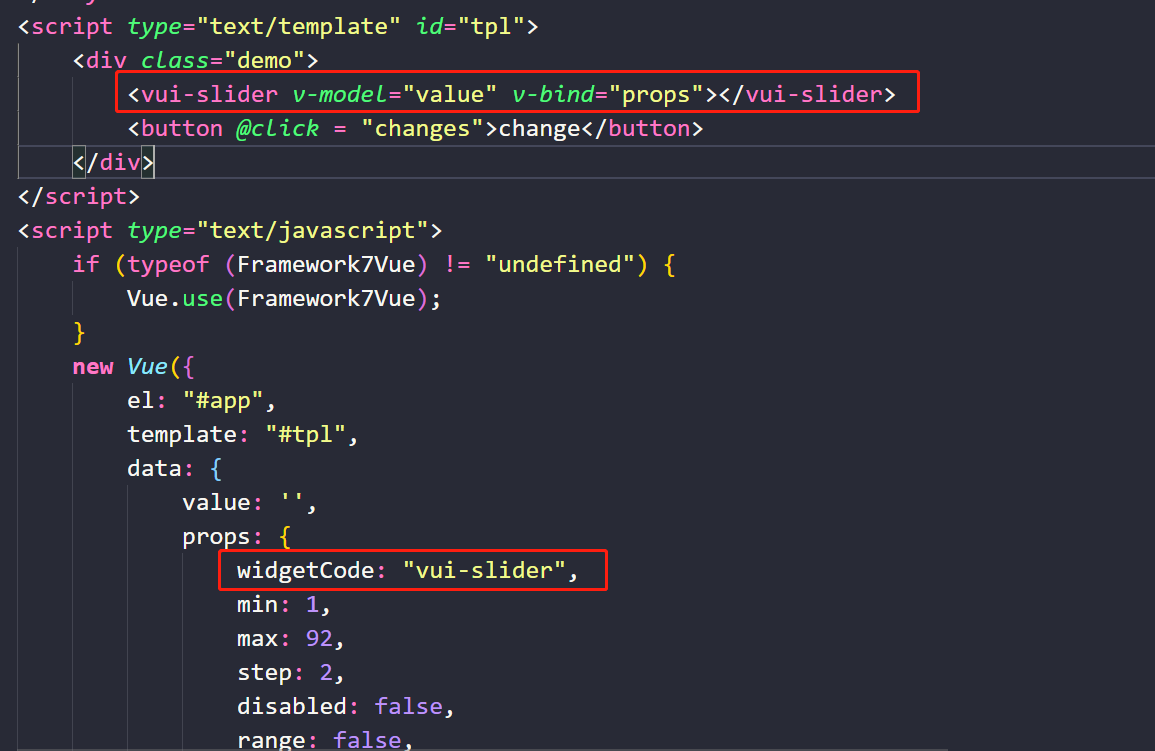 <script type="text/template" id="tpl">
<div class="demo">
<vui-slider v-model="value" v-bind="props"></vui-slider>
<button @click = "changes">change</button>
</div>
</script>
<script type="text/javascript">
if (typeof (Framework7Vue) != "undefined") {
Vue.use(Framework7Vue);
}
new Vue({
el: "#app",
template: "#tpl",
data: {
value: '',
props: {
widgetCode: "vui-slider",
min: 1,
max: 92,
step: 2,
disabled: false,
range: false,